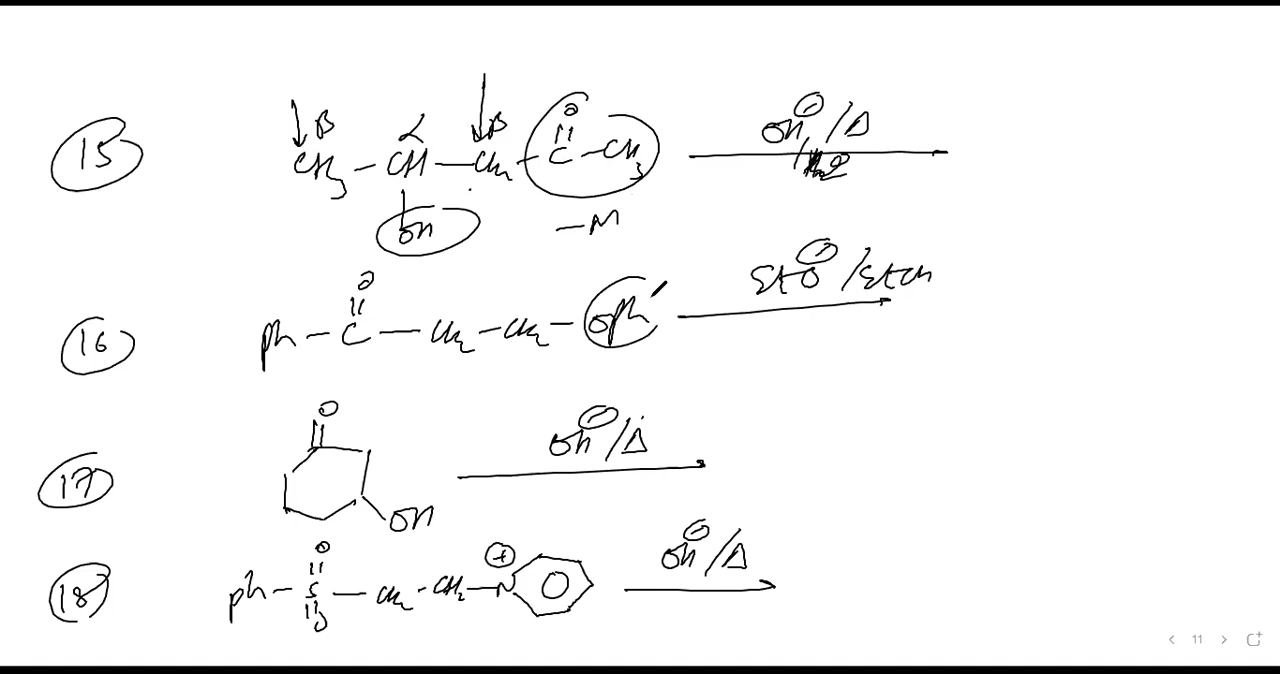 15 CH3 - CH - CH2 - C - CH3 OH⊖/Δ
β α β O
OH -M
16 Ph - C - CH2 - CH2 - OPh EtO⊖/EtOH
O
17 O OH OH⊖/Δ
18 Ph - S - CH2 - CH2 - N⊕ OH⊖/Δ
O O
11